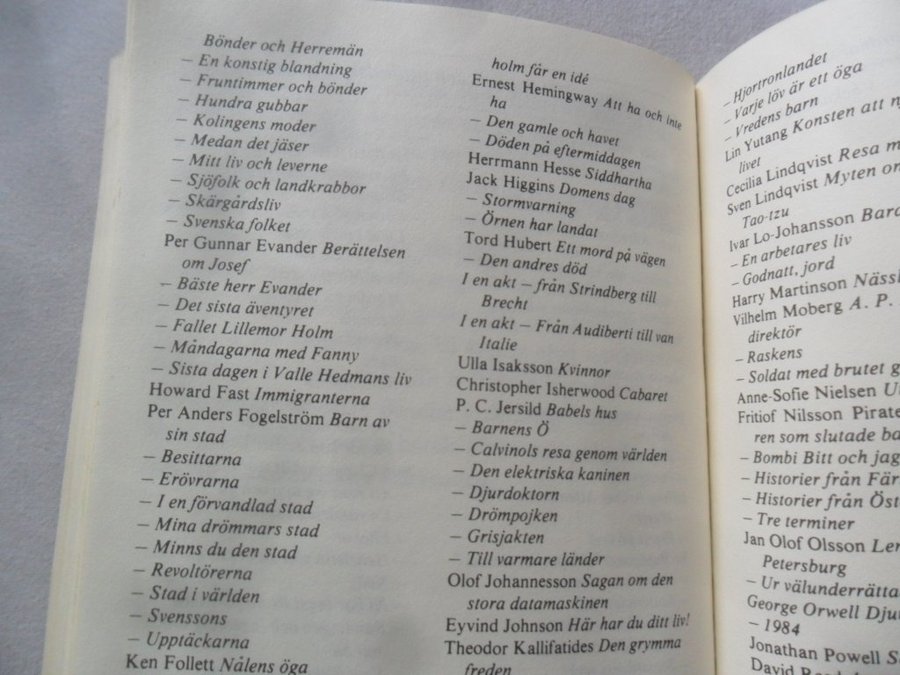 Bönder och Herremän
– En konstig blandning
– Fruntimmer och bönder
– Hundra gubbar
– Kolingens moder
– Medan det jäser
– Mitt liv och leverne
– Sjöfolk och landkrabbor
– Skärgårdsliv
– Svenska folket
Per Gunnar Evander Berättelsen
om Josef
– Bäste herr Evander
– Det sista äventyret
– Fallet Lillemor Holm
– Måndagarna med Fanny
– Sista dagen i Valle Hedmans liv
Howard Fast Immigranterna
Per Anders Fogelström Barn av
sin stad
– Besittarna
– Erövrarna
– I en förvandlad stad
– Mina drömmars stad
– Minns du den stad
– Revoltörerna
– Stad i världen
– Svenssons
– Upptäckarna
Ken Follett Nålens öga
holm får en idé
Ernest Hemingway Att ha och inte
ha
– Den gamle och havet
– Döden på eftermiddagen
Herrmann Hesse Siddhartha
Jack Higgins Domens dag
– Stormvarning
– Örnen har landat
Tord Hubert Ett mord på vägen
– Den andres död
I en akt – från Strindberg till
Brecht
I en akt – Från Audiberti till van
Italie
Ulla Isaksson Kvinnor
Christopher Isherwood Cabaret
P. C. Jersild Babels hus
– Barnens Ö
– Calvinols resa genom världen
– Den elektriska kaninen
– Djurdoktorn
– Drömpojken
– Grisjakten
– Till varmare länder
Olof Johannesson Sagan om den
stora datamaskinen
Eyvind Johnson Här har du ditt liv!
Theodor Kallifatides Den grymma
freden
– Hjortronlandet
– Varje löv är ett öga
– Vredens barn
Lin Yutang Konsten att
livet
Cecilia Lindqvist Resa
Sven Lindqvist Myten
Tao-tzu
Ivar Lo-Johansson
– En arbetares liv
– Godnatt, jord
Harry Martinson
Vilhelm Moberg A. P.
direktör
– Raskens
– Soldat med brutet
Anne-Sofie Nielsen
Fritiof Nilsson
ren som slutade
– Bombi Bitt och jag
– Historier från
– Historier från
– Tre terminer
Jan Olof Olsson
Petersburg
– Ur
George Orwell
– 1984
Jonathan Powell
David